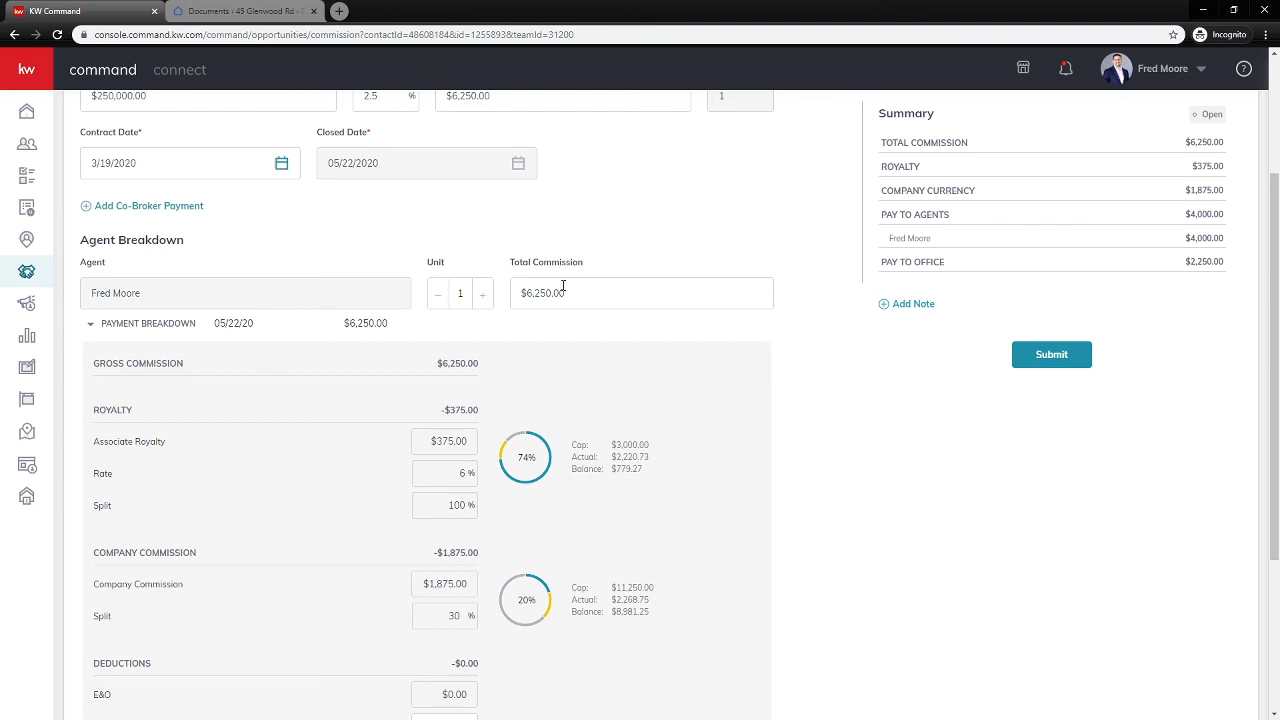 KW Command
Documents - 45 Glenwood Rd - D
console.command.kw.com/command/opportunities/commission?contactId=48608184&id=1255893&teamId=31200
Incognito
kw
command connect
Fred Moore
$250,000.00 2.5 % $6,250.00 1
Contract Date* Closed Date*
3/19/2020 05/22/2020
Add Co-Broker Payment
Agent Breakdown
Agent Unit Total Commission
Fred Moore − 1 + $6,250.00
PAYMENT BREAKDOWN 05/22/20 $6,250.00
GROSS COMMISSION $6,250.00
ROYALTY -$375.00
Associate Royalty $375.00
Rate 6 %
Split 100 %
74%
Cap: $3,000.00
Actual: $2,220.73
Balance: $779.27
COMPANY COMMISSION -$1,875.00
Company Commission $1,875.00
Split 30 %
20%
Cap: $11,250.00
Actual: $2,268.75
Balance: $8,981.25
DEDUCTIONS -$0.00
E&O $0.00
Summary Open
TOTAL COMMISSION $6,250.00
ROYALTY $375.00
COMPANY CURRENCY $1,875.00
PAY TO AGENTS $4,000.00
Fred Moore $4,000.00
PAY TO OFFICE $2,250.00
Add Note
Submit